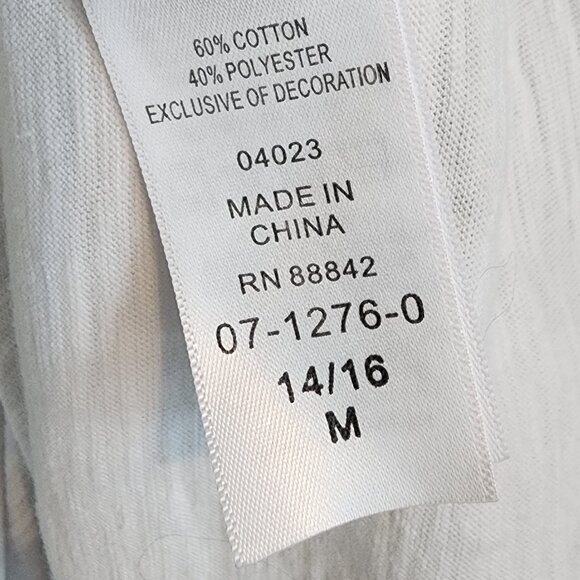 60% COTTON
40% POLYESTER
EXCLUSIVE OF DECORATION
04023
MADE IN
CHINA
RN 88842
07-1276-0
14/16
M